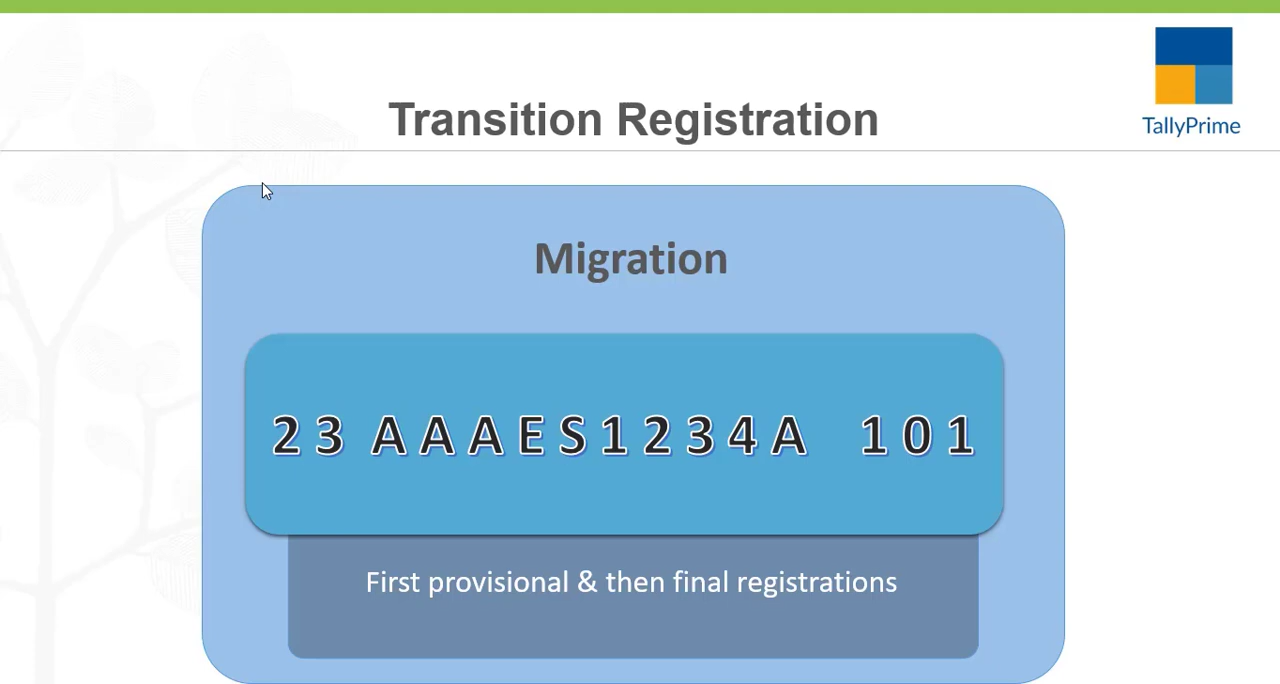 TallyPrime
Transition Registration
Migration
23 AAAES1234A 101
First provisional & then final registrations